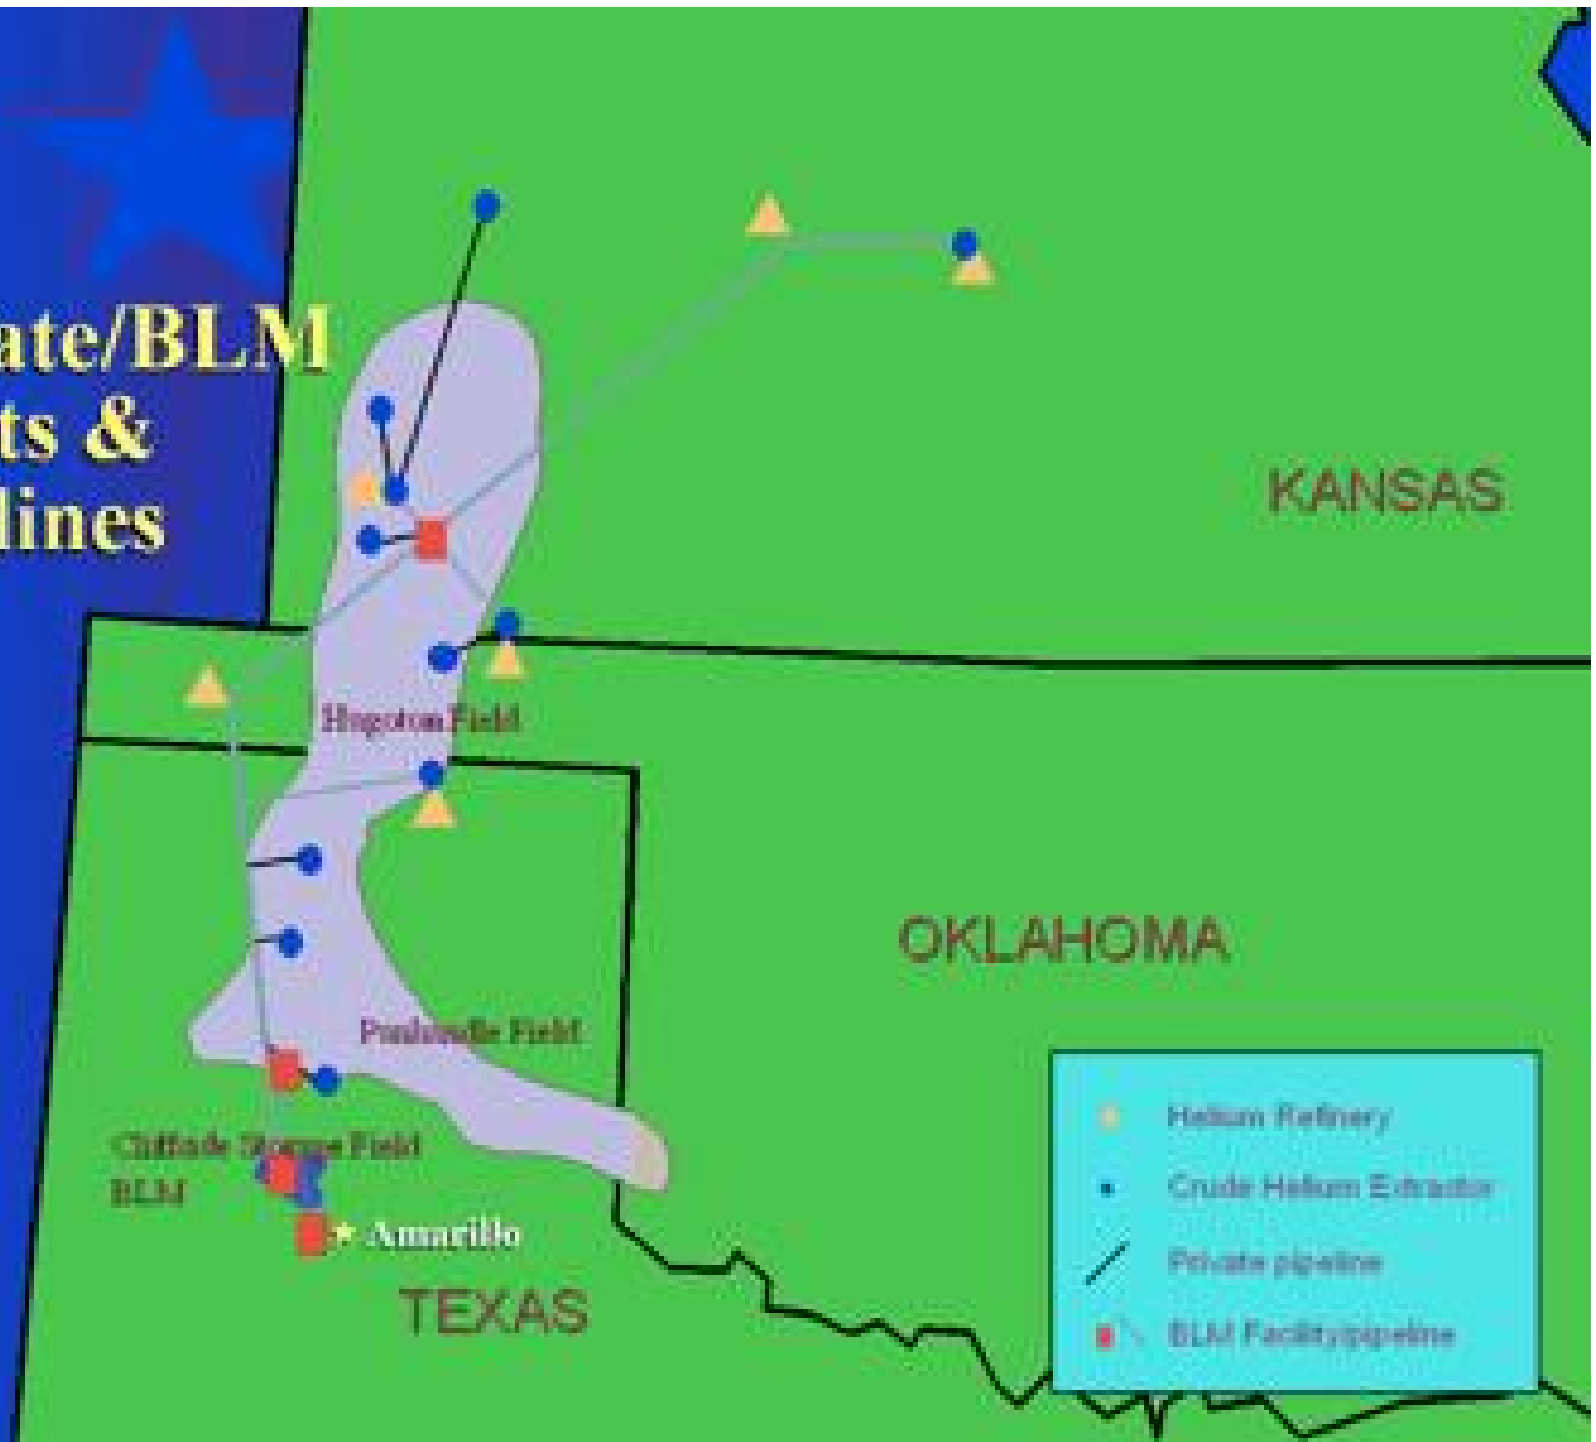 ate/BLM
ts &
lines
KANSAS
Hugoton Field
OKLAHOMA
Panhandle Field
Cliffside Storage Field
BLM
Amarillo
TEXAS
Helium Refinery
Crude Helium Extractor
Private pipeline
BLM Facility/pipeline